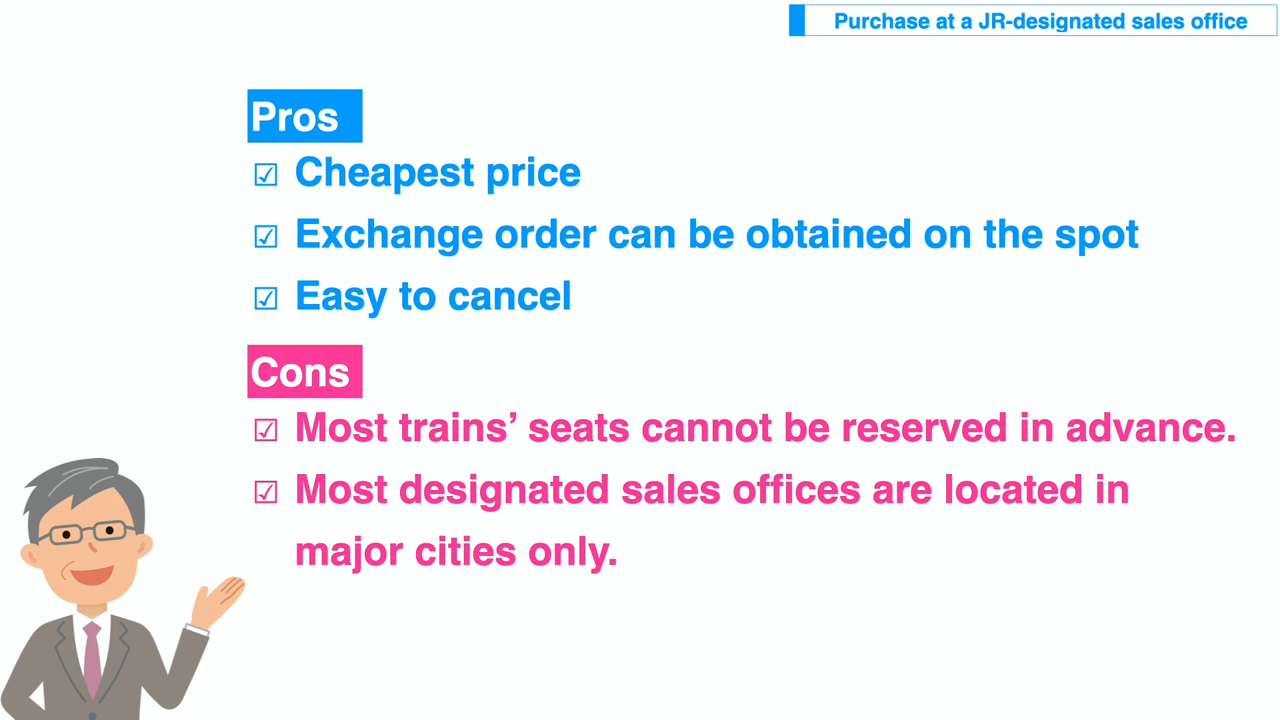 Purchase at a JR-designated sales office
Pros
☑ Cheapest price
☑ Exchange order can be obtained on the spot
☑ Easy to cancel
Cons
☑ Most trains’ seats cannot be reserved in advance.
☑ Most designated sales offices are located in
major cities only.